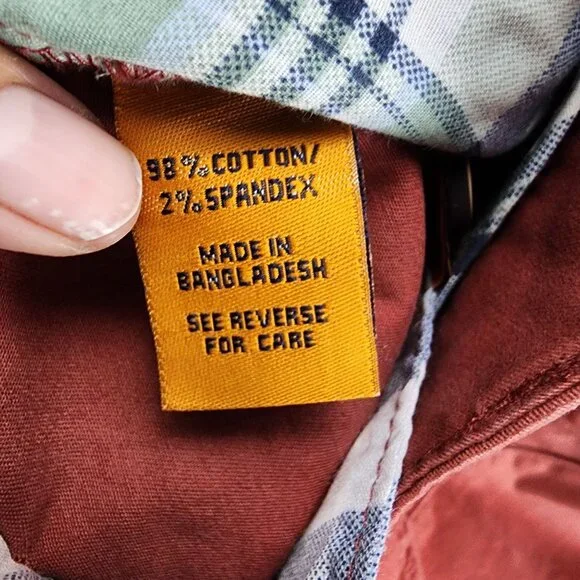 98% COTTON/
2% SPANDEX
MADE IN
BANGLADESH
SEE REVERSE
FOR CARE